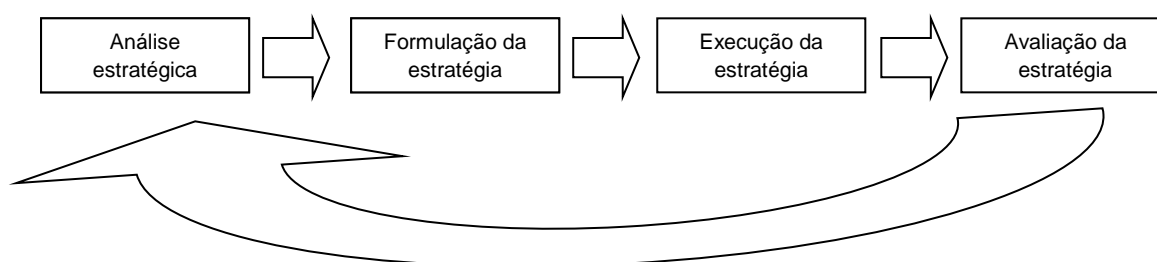 Análise
estratégica
Formulação da
estratégia
Execução da
estratégia
Avaliação da
estratégia